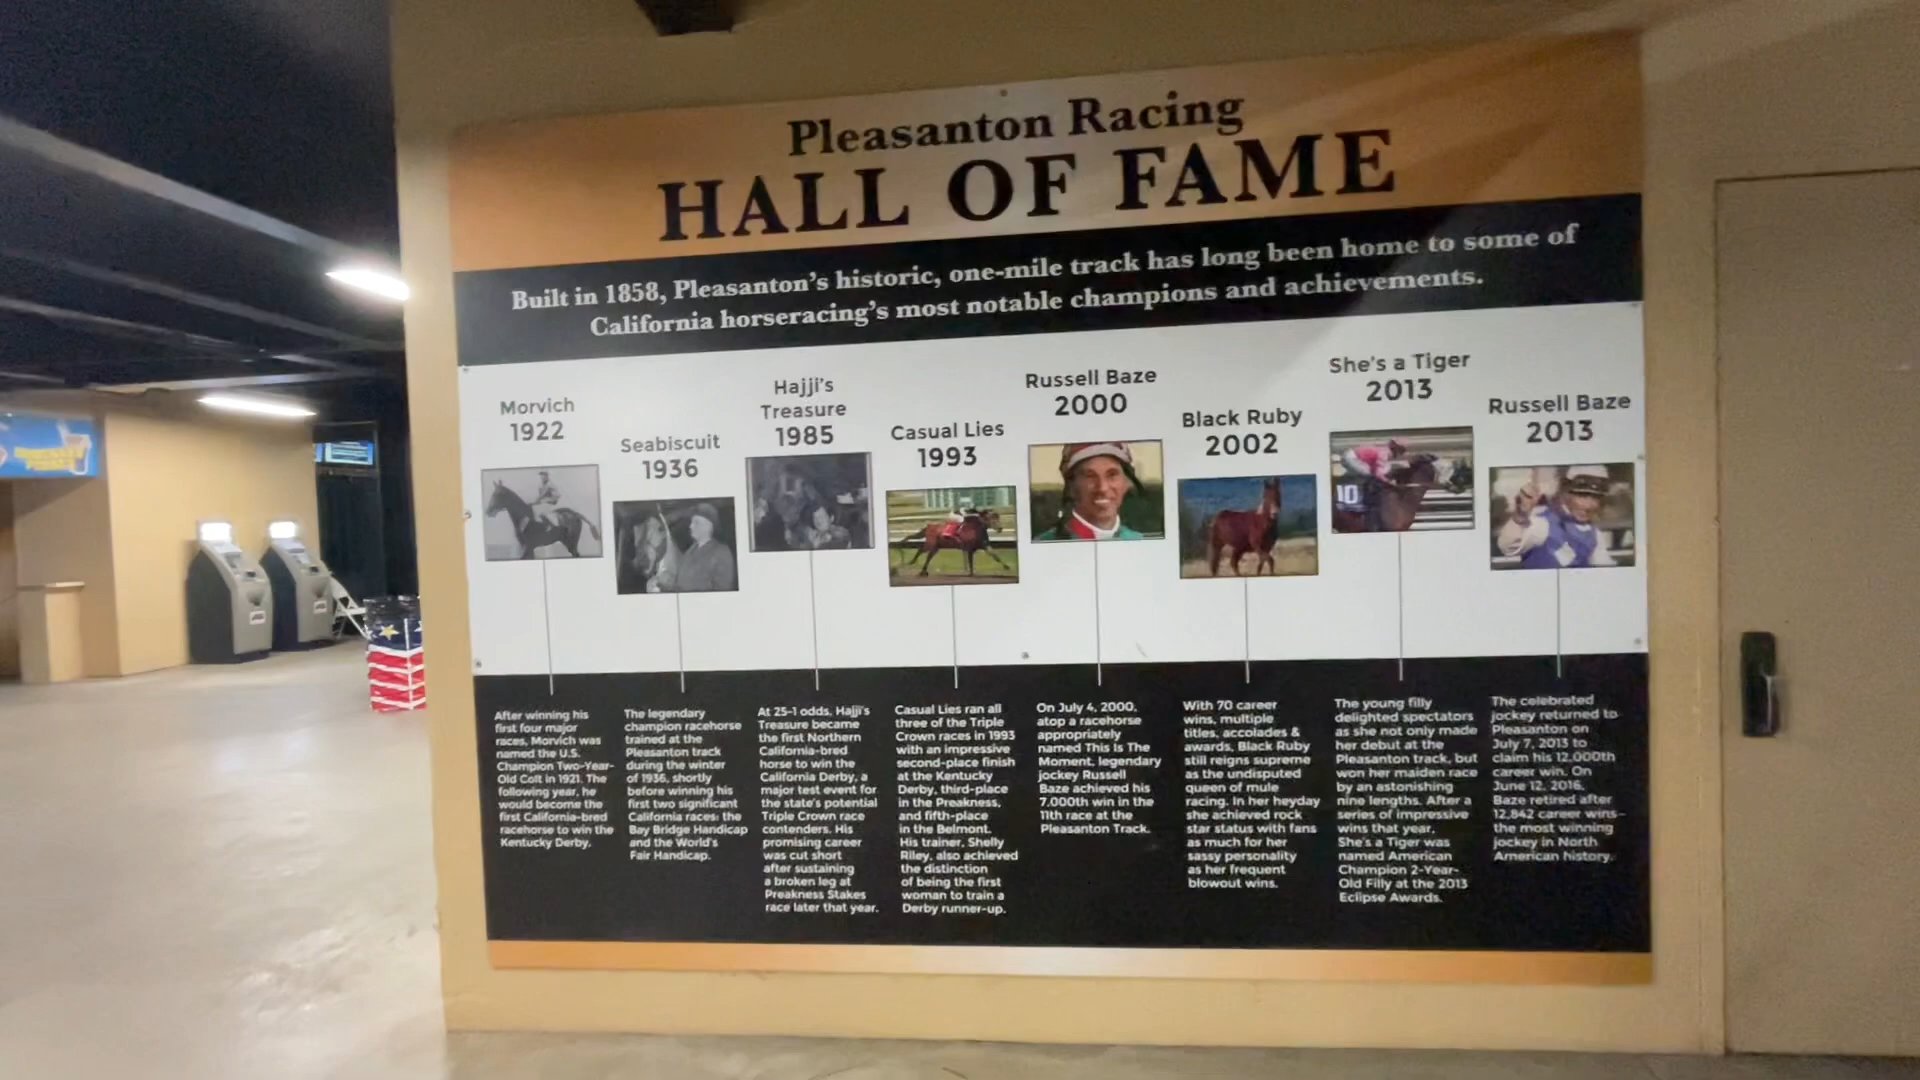 Pleasanton Racing
HALL OF FAME
Built in 1858, Pleasanton's historic, one-mile track has long been home to some of
California horseracing's most notable champions and achievements.
Morvich
1922
After winning his
first four major
races, Morvich was
named the U.S.
Champion Two-Year-
Old Colt in 1921. The
following year, he
would become the
first California-bred
racehorse to win the
Kentucky Derby.
Seabiscuit
1936
The legendary
champion racehorse
trained at the
Pleasanton track
during the winter
of 1936, shortly
before winning his
first two significant
California races: the
Bay Bridge Handicap
and the World's
Fair Handicap.
Hajji's
Treasure
1985
At 25-1 odds, Hajji's
Treasure became
the first Northern
California-bred
horse to win the
California Derby, a
major test event for
the state's potential
Triple Crown race
contenders. His
promising career
was cut short
after sustaining
a broken leg at
Preakness Stakes
race later that year.
Casual Lies
1993
Casual Lies ran all
three of the Triple
Crown races in 1993
with an impressive
second-place finish
at the Kentucky
Derby, third-place
in the Preakness,
and fifth-place
in the Belmont.
His trainer, Shelly
Riley, also achieved
the distinction
of being the first
woman to train a
Derby runner-up.
Russell Baze
2000
On July 4, 2000,
atop a racehorse
appropriately
named This Is The
Moment, legendary
jockey Russell
Baze achieved his
7,000th win in the
11th race at the
Pleasanton Track.
Black Ruby
2002
With 70 career
wins, multiple
titles, accolades &
awards, Black Ruby
still reigns supreme
as the undisputed
queen of mule
racing. In her heyday
she achieved rock
star status with fans
as much for her
sassy personality
as her frequent
blowout wins.
She's a Tiger
2013
10
The young filly
delighted spectators
as she not only made
her debut at the
Pleasanton track, but
won her maiden race
by an astonishing
nine lengths. After a
series of impressive
wins that year,
She's a Tiger was
named American
Champion 2-Year-
Old Filly at the 2013
Eclipse Awards.
Russell Baze
2013
The celebrated
jockey returned to
Pleasanton on
July 7, 2013 to
claim his 12,000th
career win. On
June 12, 2016,
Baze retired after
12,842 career wins—
the most winning
jockey in North
American history.